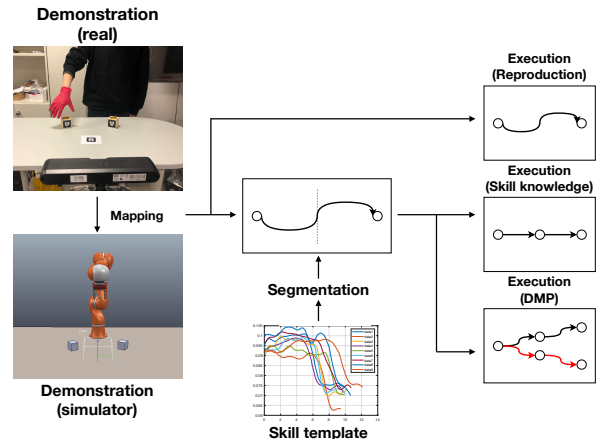 Demonstration
(real)
Mapping
Demonstration
(simulator)
Segmentation
Skill template
Execution
(Reproduction)
Execution
(Skill knowledge)
Execution
(DMP)